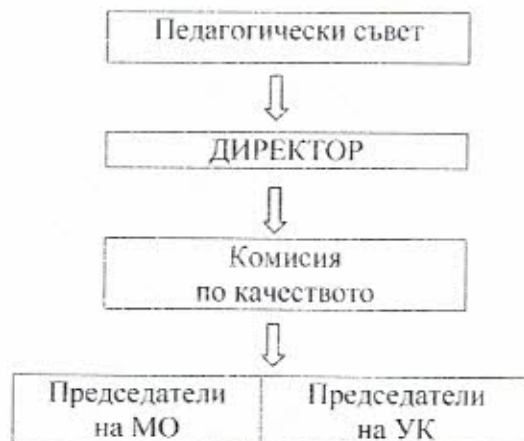 Педагогически съвет
ДИРЕКТОР
Комисия
по качеството
Председатели
на МО
Председатели
на УК